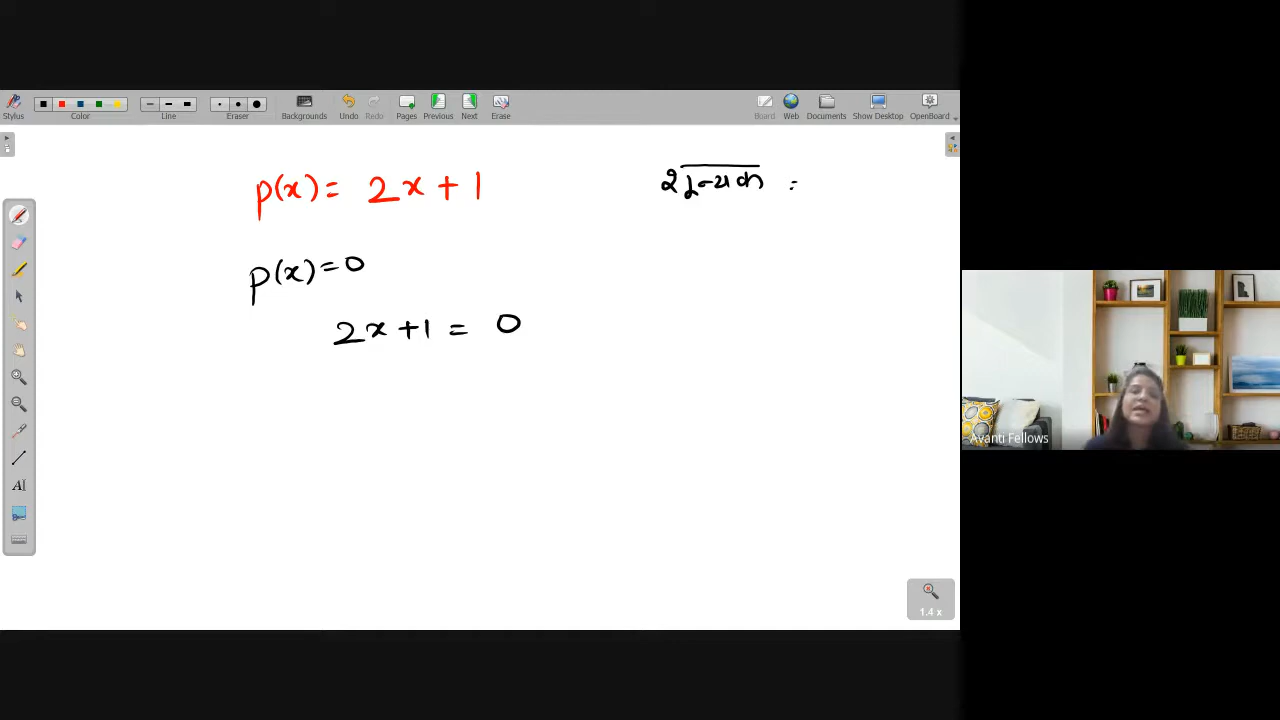 Stylus
Color
Line
Eraser
Backgrounds
Undo
Redo
Pages
Previous
Next
Erase
Board
Web
Documents
Show Desktop
OpenBoard
p(x) = 2x + 1
=
p(x) = 0
2x + 1 = 0
AI
Avanti Fellows
1.4 x